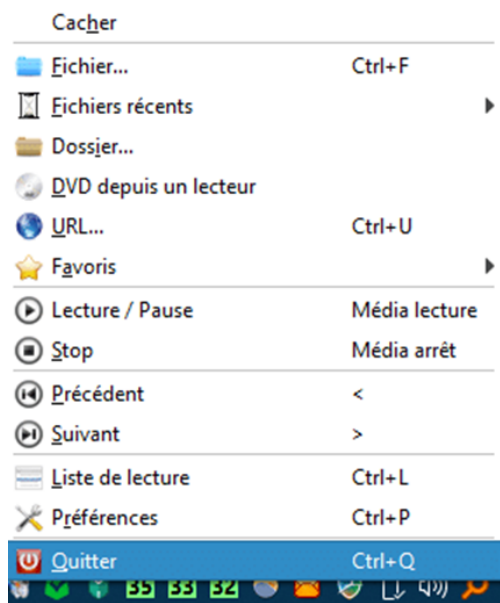 Cacher
Fichier... Ctrl+F
Fichiers récents
Dossier...
DVD depuis un lecteur
URL... Ctrl+U
Favoris
Lecture / Pause Média lecture
Stop Média arrêt
Précédent <
Suivant >
Liste de lecture Ctrl+L
Préférences Ctrl+P
Quitter Ctrl+Q
35 33 32